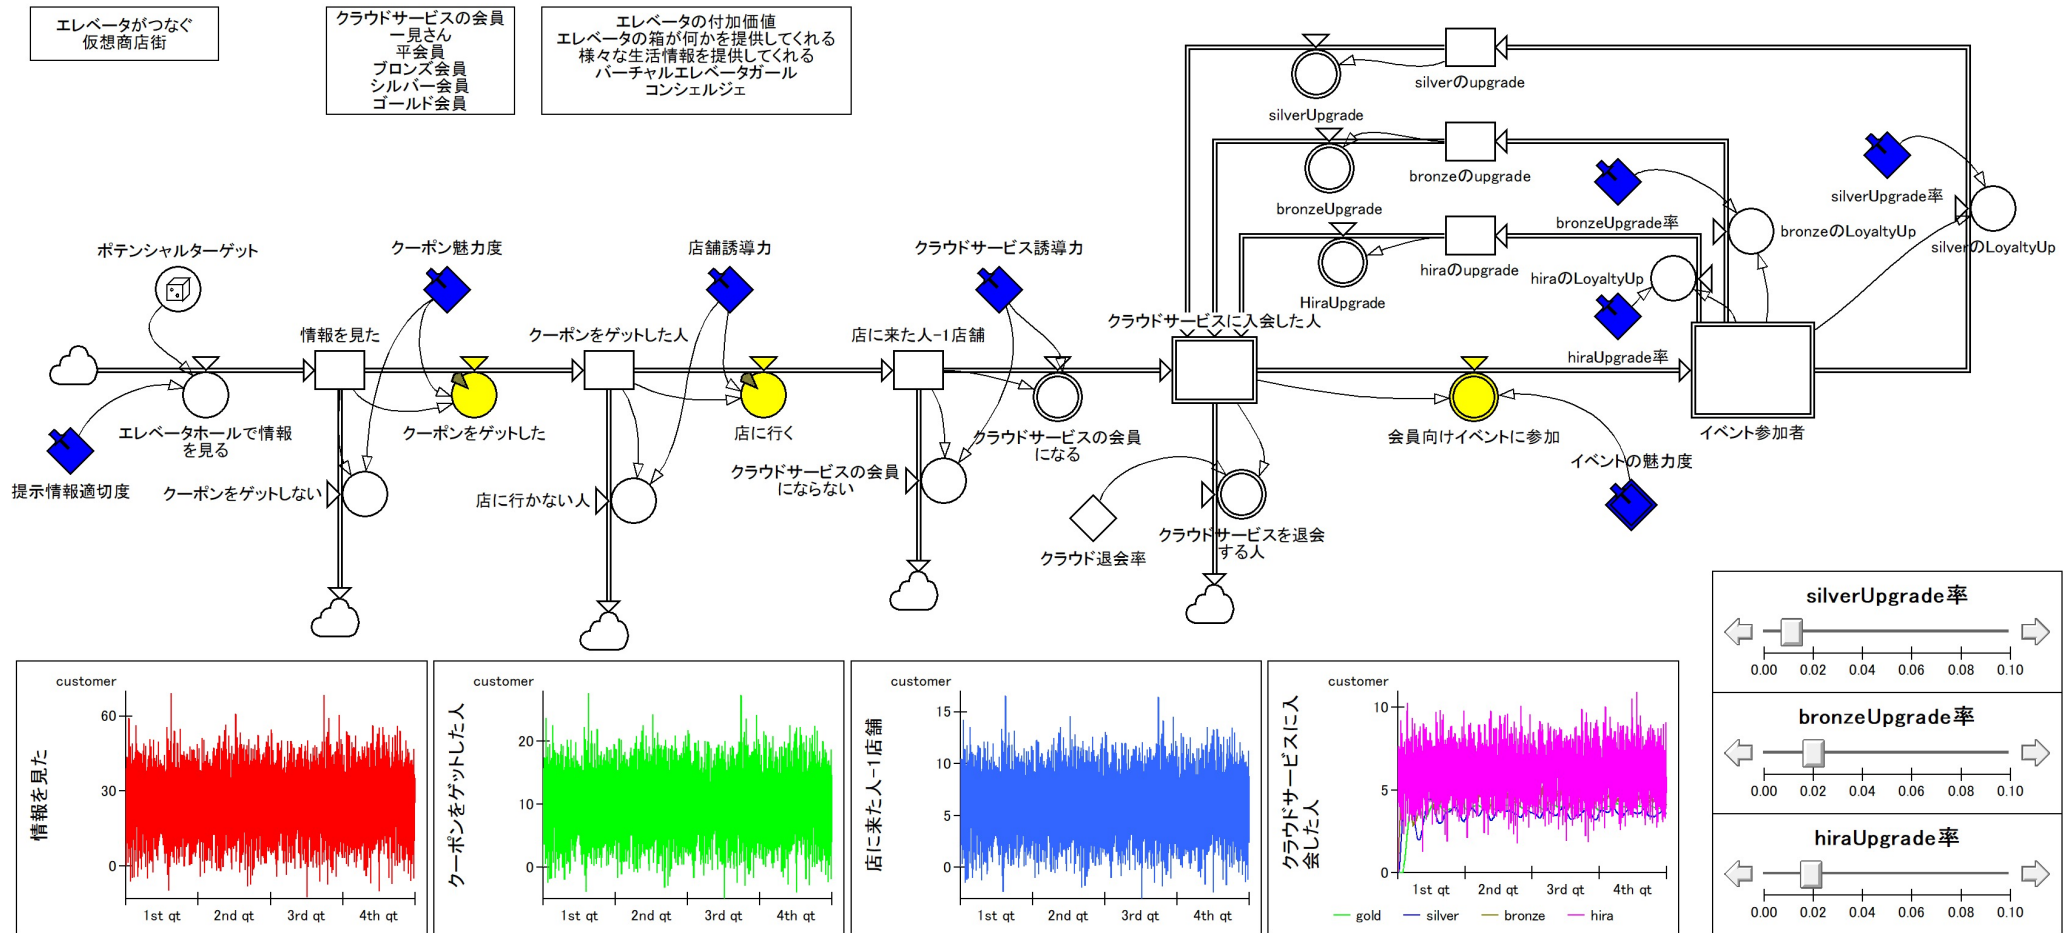 エレベータがつなぐ
仮想商店街
クラウドサービスの会員
一見さん
平会員
ブロンズ会員
シルバー会員
ゴールド会員
エレベータの付加価値
エレベータの箱が何かを提供してくれる
様々な生活情報を提供してくれる
バーチャルエレベータガール
コンシェルジェ
silverのupgrade
silverUpgrade
bronzeのupgrade
bronzeUpgrade
hiraのupgrade
HiraUpgrade
silverUpgrade率
bronzeUpgrade率
bronzeのLoyaltyUp
silverのLoyaltyUp
hiraのLoyaltyUp
hiraUpgrade率
ポテンシャルターゲット
クーポン魅力度
店舗誘導力
クラウドサービス誘導力
情報を見た
クーポンをゲットした人
店に来た人-1店舗
クラウドサービスに入会した人
エレベータホールで情報
を見る
クーポンをゲットした
店に行く
クラウドサービスの会員
になる
会員向けイベントに参加
イベント参加者
提示情報適切度
クーポンをゲットしない
店に行かない人
クラウドサービスの会員
にならない
クラウド退会率
クラウドサービスを退会
する人
イベントの魅力度
customer
情報を見た
60
30
0
1st qt 2nd qt 3rd qt 4th qt
customer
クーポンをゲットした人
20
10
0
1st qt 2nd qt 3rd qt 4th qt
customer
店に来た人-1店舗
15
10
5
0
1st qt 2nd qt 3rd qt 4th qt
customer
クラウドサービスに入
会した人
10
5
0
1st qt 2nd qt 3rd qt 4th qt
gold silver bronze hira
silverUpgrade率
0.00 0.02 0.04 0.06 0.08 0.10
bronzeUpgrade率
0.00 0.02 0.04 0.06 0.08 0.10
hiraUpgrade率
0.00 0.02 0.04 0.06 0.08 0.10